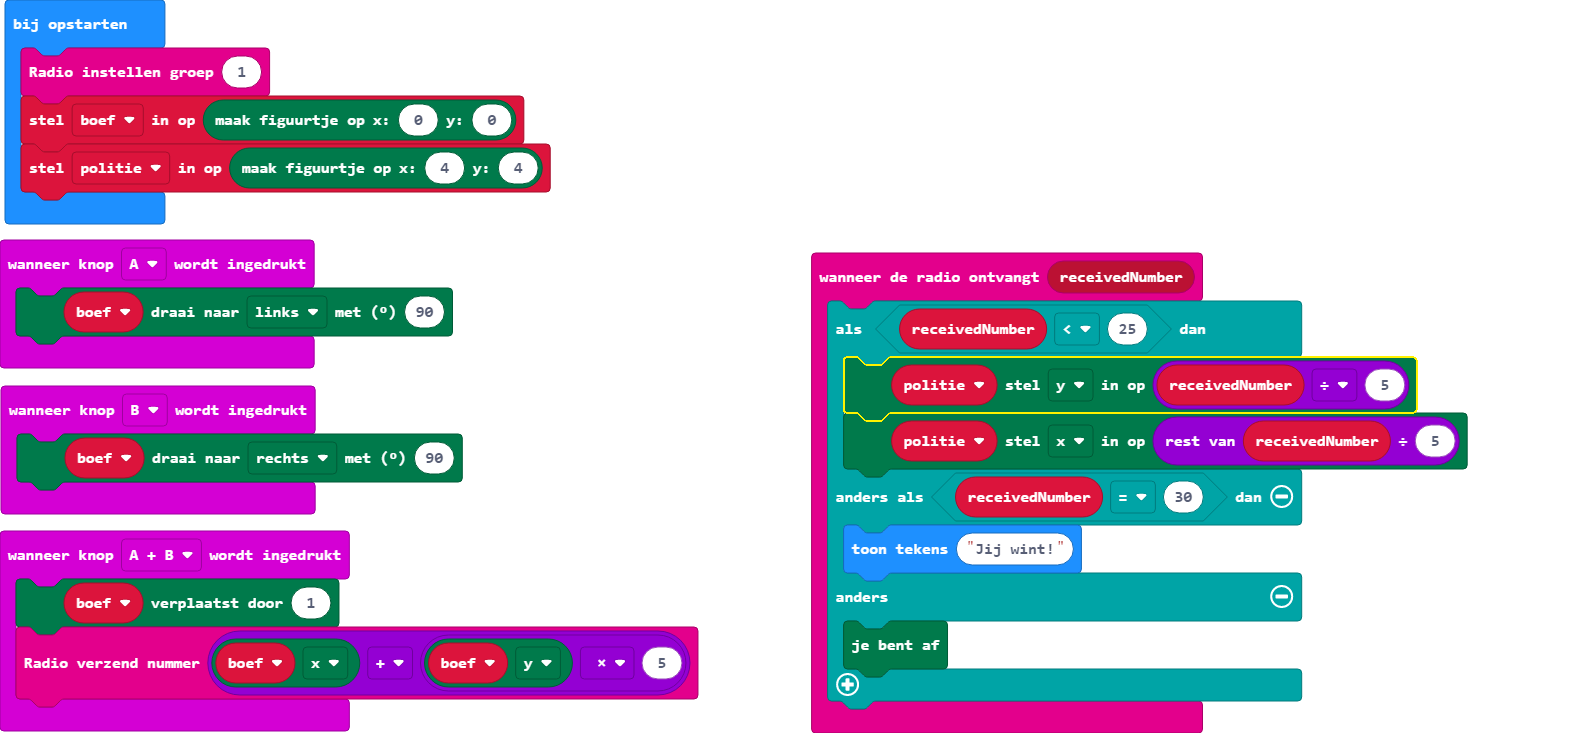 bij opstarten
Radio instellen groep 1
stel boef in op maak figuurtje op x: 0 y: 0
stel politie in op maak figuurtje op x: 4 y: 4
wanneer knop A wordt ingedrukt
boef draai naar links met (º) 90
wanneer knop B wordt ingedrukt
boef draai naar rechts met (º) 90
wanneer knop A + B wordt ingedrukt
boef verplaatst door 1
Radio verzend nummer boef x + boef y × 5
wanneer de radio ontvangt receivedNumber
als receivedNumber < 25 dan
politie stel y in op receivedNumber ÷ 5
politie stel x in op rest van receivedNumber ÷ 5
anders als receivedNumber = 30 dan
toon tekens "Jij wint!"
anders
je bent af